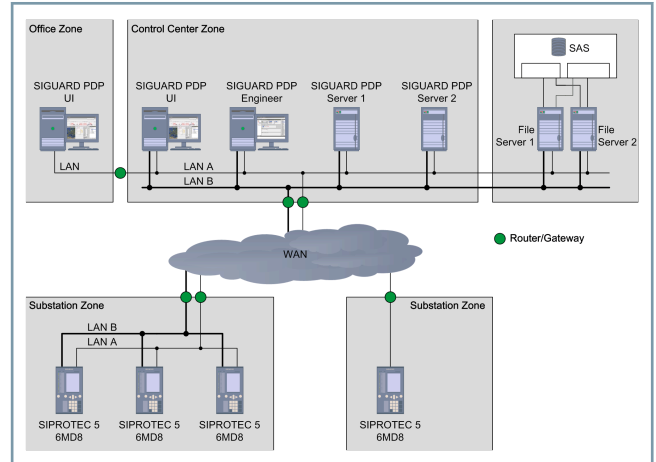 Office Zone
Control Center Zone
SAS
SIGUARD PDP
UI
SIGUARD PDP
UI
SIGUARD PDP
Engineer
SIGUARD PDP
Server 1
SIGUARD PDP
Server 2
File
Server 1
File
Server 2
LAN
LAN A
LAN B
Router/Gateway
WAN
Substation Zone
LAN B
LAN A
SIPROTEC 5
6MD8
SIPROTEC 5
6MD8
SIPROTEC 5
6MD8
Substation Zone
SIPROTEC 5
6MD8